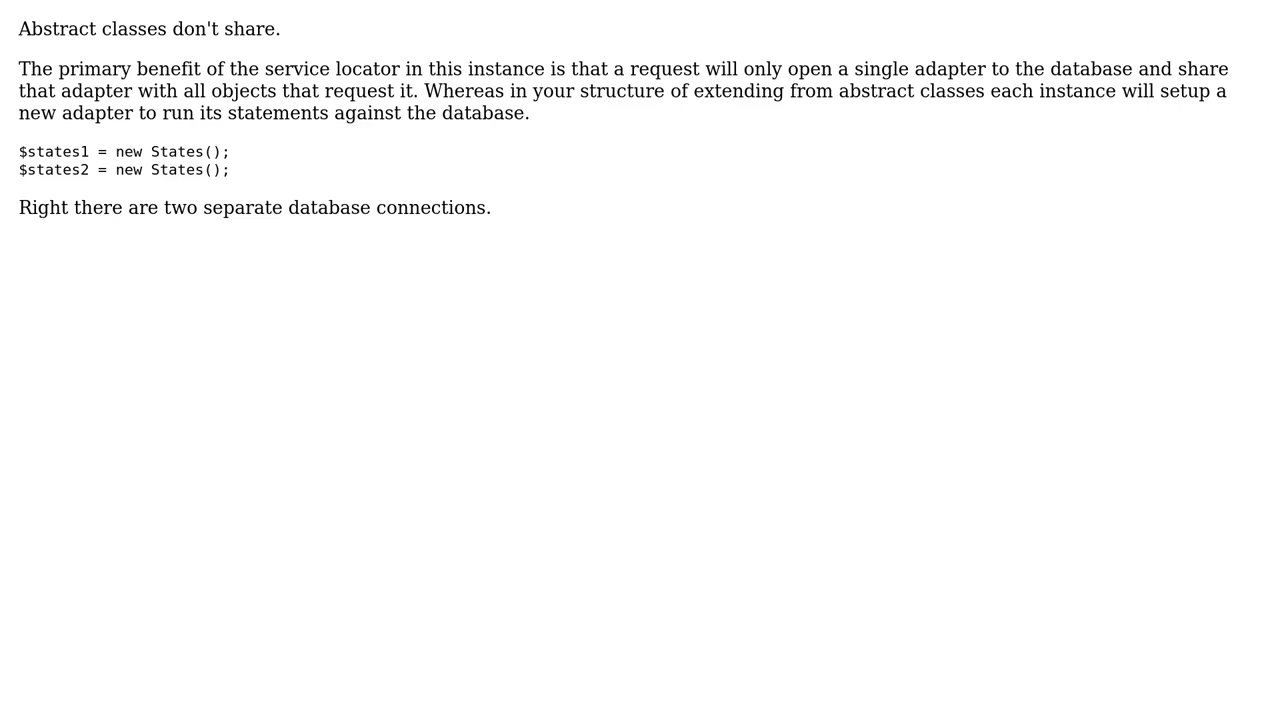 Abstract classes don't share.
The primary benefit of the service locator in this instance is that a request will only open a single adapter to the database and share
that adapter with all objects that request it. Whereas in your structure of extending from abstract classes each instance will setup a
new adapter to run its statements against the database.
$states1 = new States();
$states2 = new States();
Right there are two separate database connections.